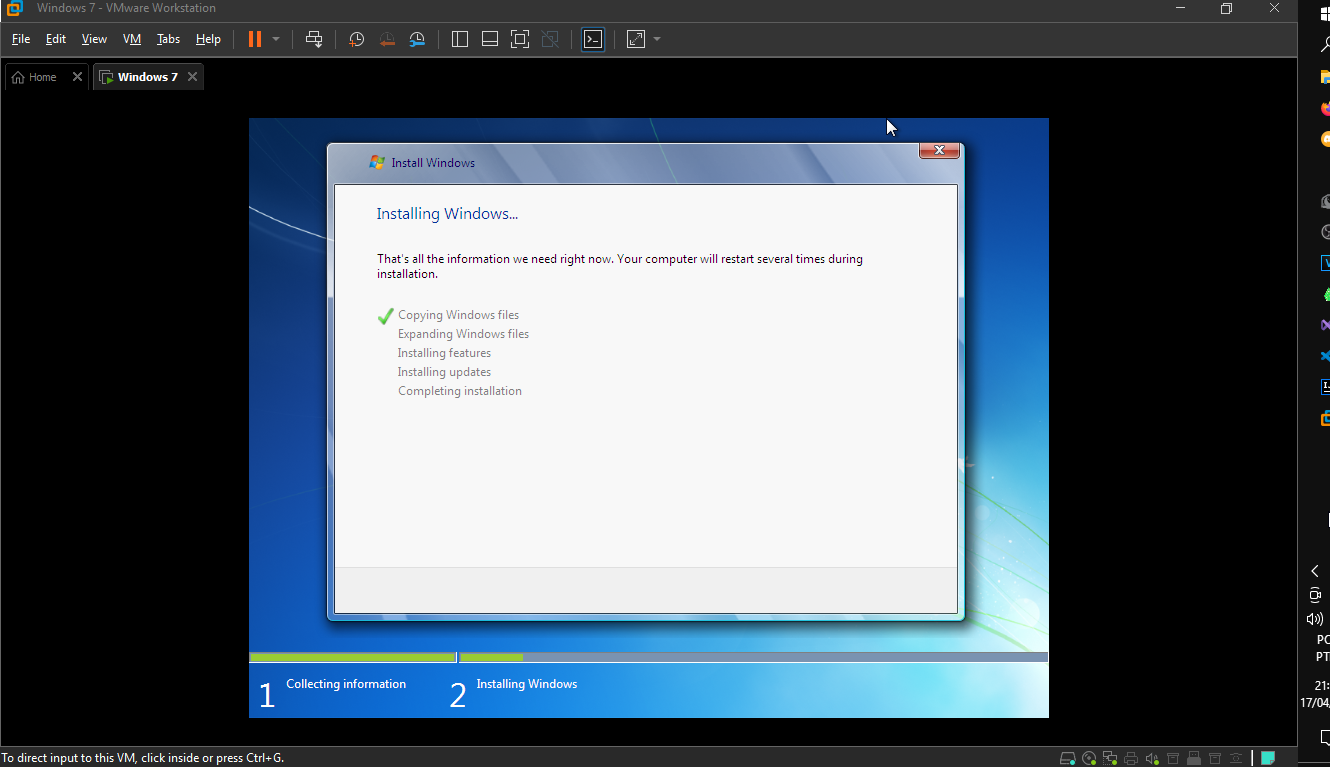 Windows 7 - VMware Workstation
File Edit View VM Tabs Help
Home Windows 7
Install Windows
Installing Windows...
That's all the information we need right now. Your computer will restart several times during
installation.
Copying Windows files
Expanding Windows files
Installing features
Installing updates
Completing installation
1 Collecting information 2 Installing Windows
To direct input to this VM, click inside or press Ctrl+G.
PT
21:
17/04/